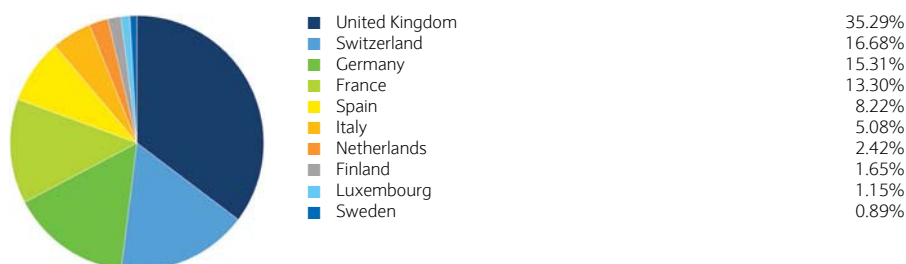 United Kingdom 35.29%
Switzerland 16.68%
Germany 15.31%
France 13.30%
Spain 8.22%
Italy 5.08%
Netherlands 2.42%
Finland 1.65%
Luxembourg 1.15%
Sweden 0.89%